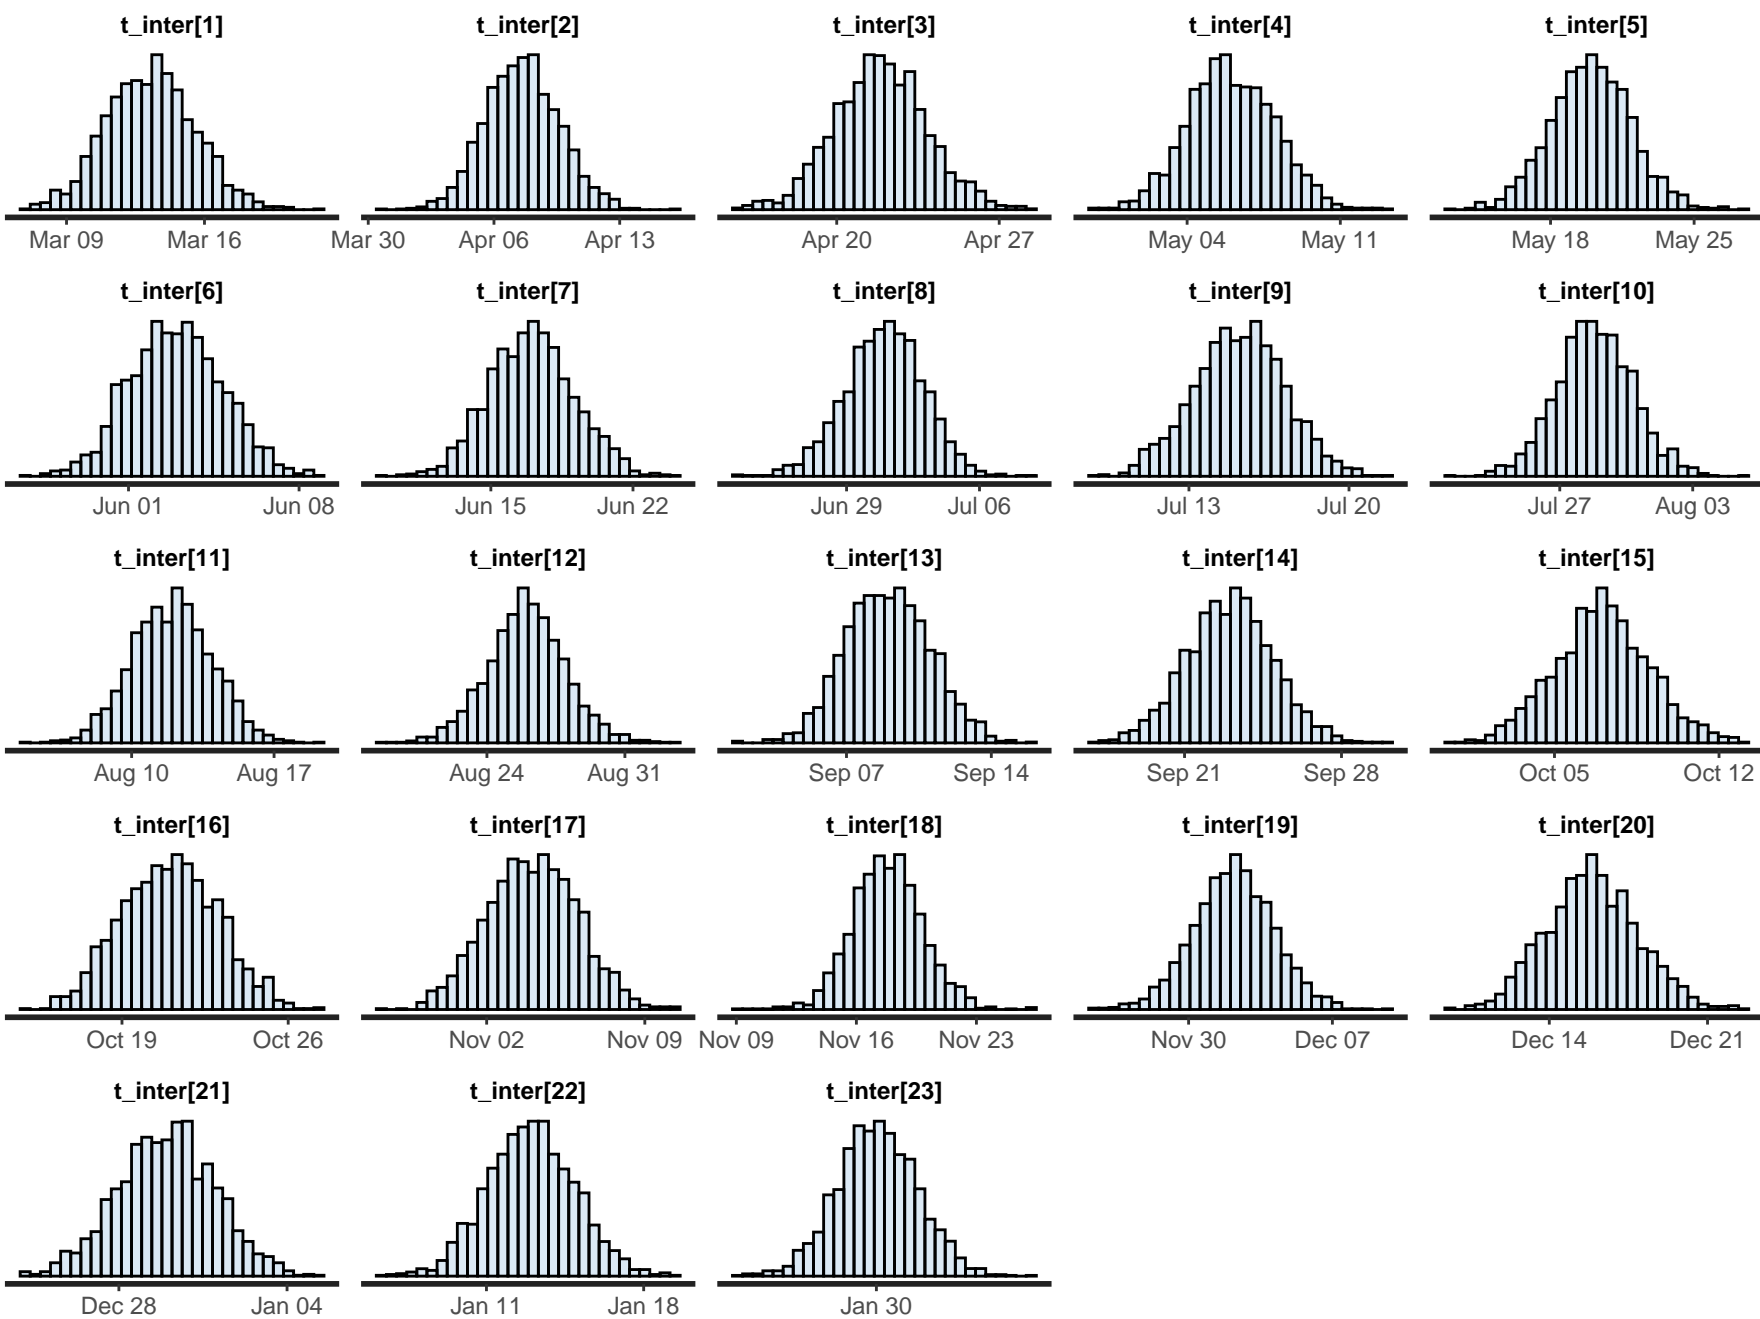 t_inter[1] t_inter[2] t_inter[3] t_inter[4] t_inter[5]
Mar 09 Mar 16 Mar 30 Apr 06 Apr 13 Apr 20 Apr 27 May 04 May 11 May 18 May 25
t_inter[6] t_inter[7] t_inter[8] t_inter[9] t_inter[10]
Jun 01 Jun 08 Jun 15 Jun 22 Jun 29 Jul 06 Jul 13 Jul 20 Jul 27 Aug 03
t_inter[11] t_inter[12] t_inter[13] t_inter[14] t_inter[15]
Aug 10 Aug 17 Aug 24 Aug 31 Sep 07 Sep 14 Sep 21 Sep 28 Oct 05 Oct 12
t_inter[16] t_inter[17] t_inter[18] t_inter[19] t_inter[20]
Oct 19 Oct 26 Nov 02 Nov 09 Nov 09 Nov 16 Nov 23 Nov 30 Dec 07 Dec 14 Dec 21
t_inter[21] t_inter[22] t_inter[23]
Dec 28 Jan 04 Jan 11 Jan 18 Jan 30